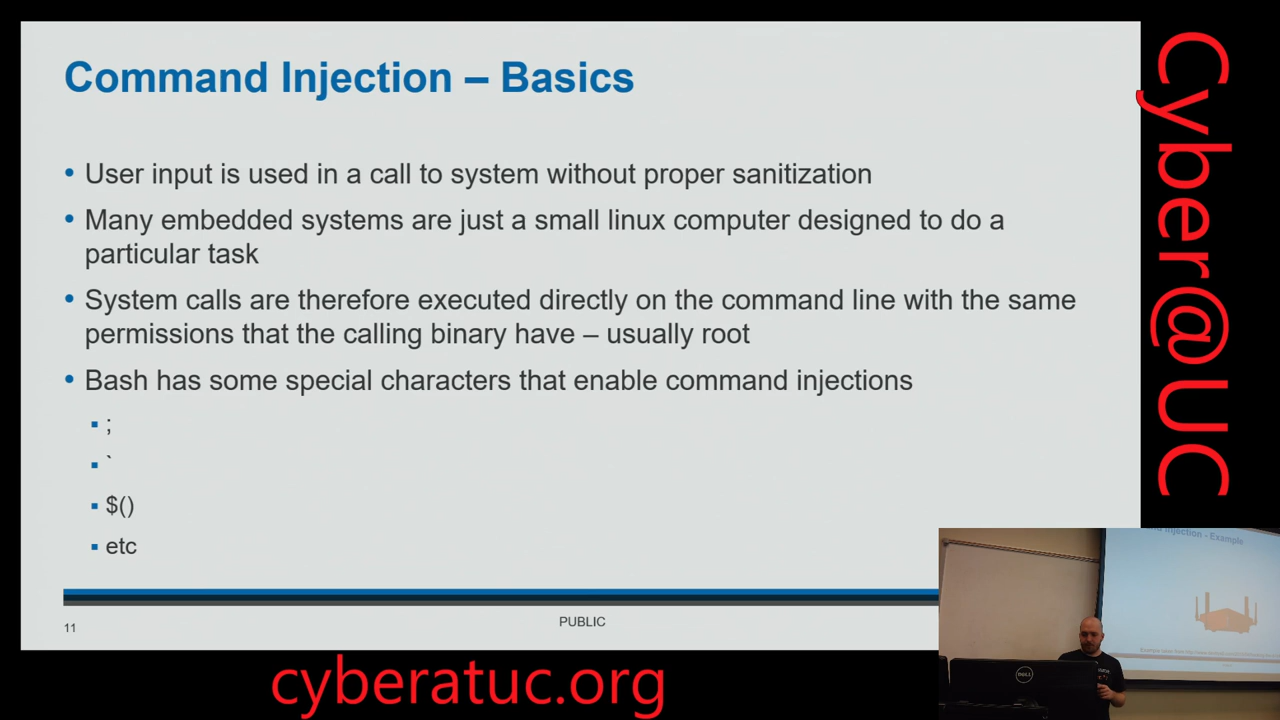 Command Injection – Basics
• User input is used in a call to system without proper sanitization
• Many embedded systems are just a small linux computer designed to do a
particular task
• System calls are therefore executed directly on the command line with the same
permissions that the calling binary have – usually root
• Bash has some special characters that enable command injections
▪ ;
▪ `
▪ $()
▪ etc
11
PUBLIC
Cyber@UC
cyberatuc.org
Injection - Example
DELL